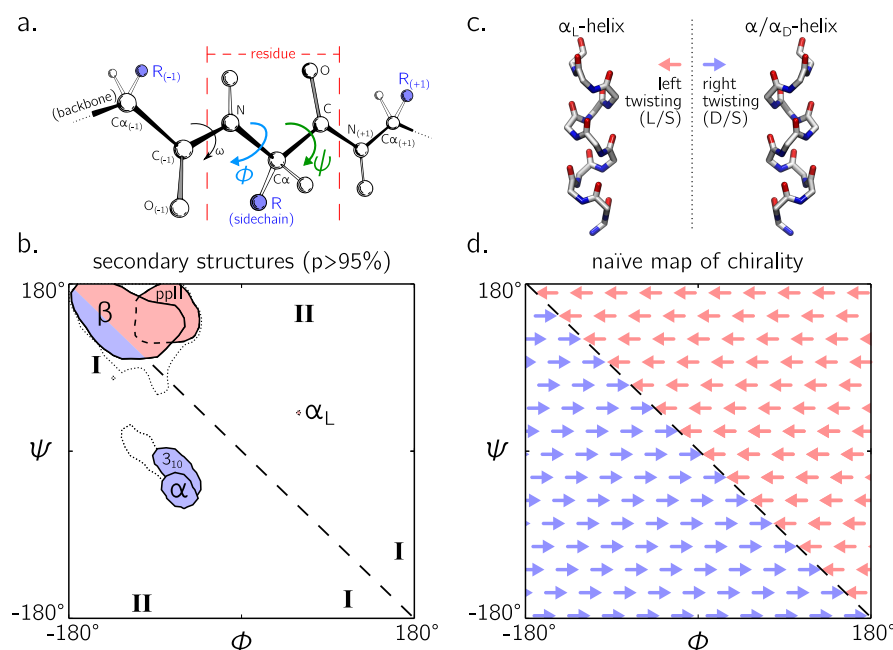 a.
residue
R(-1)
O
R(+1)
(backbone)
N
C
N(+1)
Cα(-1)
Cα(+1)
C(-1)
ω
Φ
ψ
Cα
O(-1)
R
(sidechain)
c.
αL-helix
α/αD-helix
left
twisting
(L/S)
right
twisting
(D/S)
b.
secondary structures (p>95%)
180°
ppII
β
II
I
αL
ψ
3₁₀
α
I
II
I
-180°
-180°
Φ
180°
d.
naïve map of chirality
180°
ψ
-180°
-180°
Φ
180°